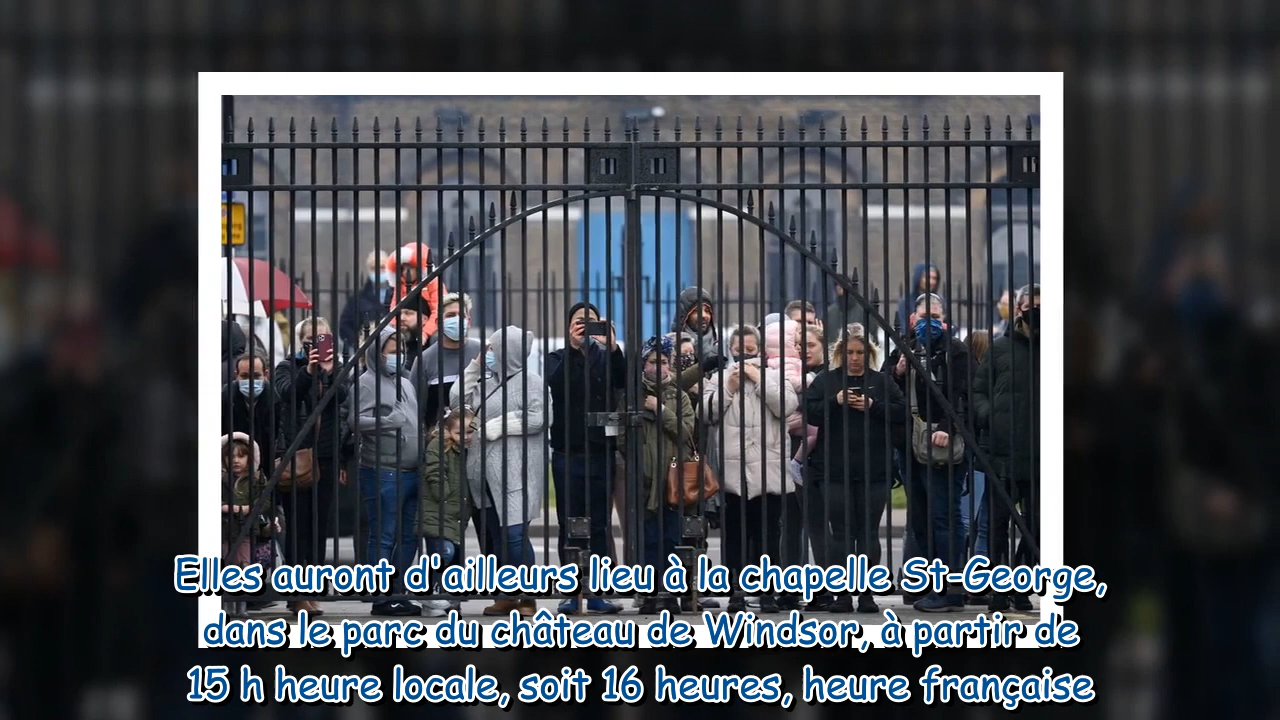 Elles auront d'ailleurs lieu à la chapelle St-George,
dans le parc du château de Windsor, à partir de
15 h heure locale, soit 16 heures, heure française